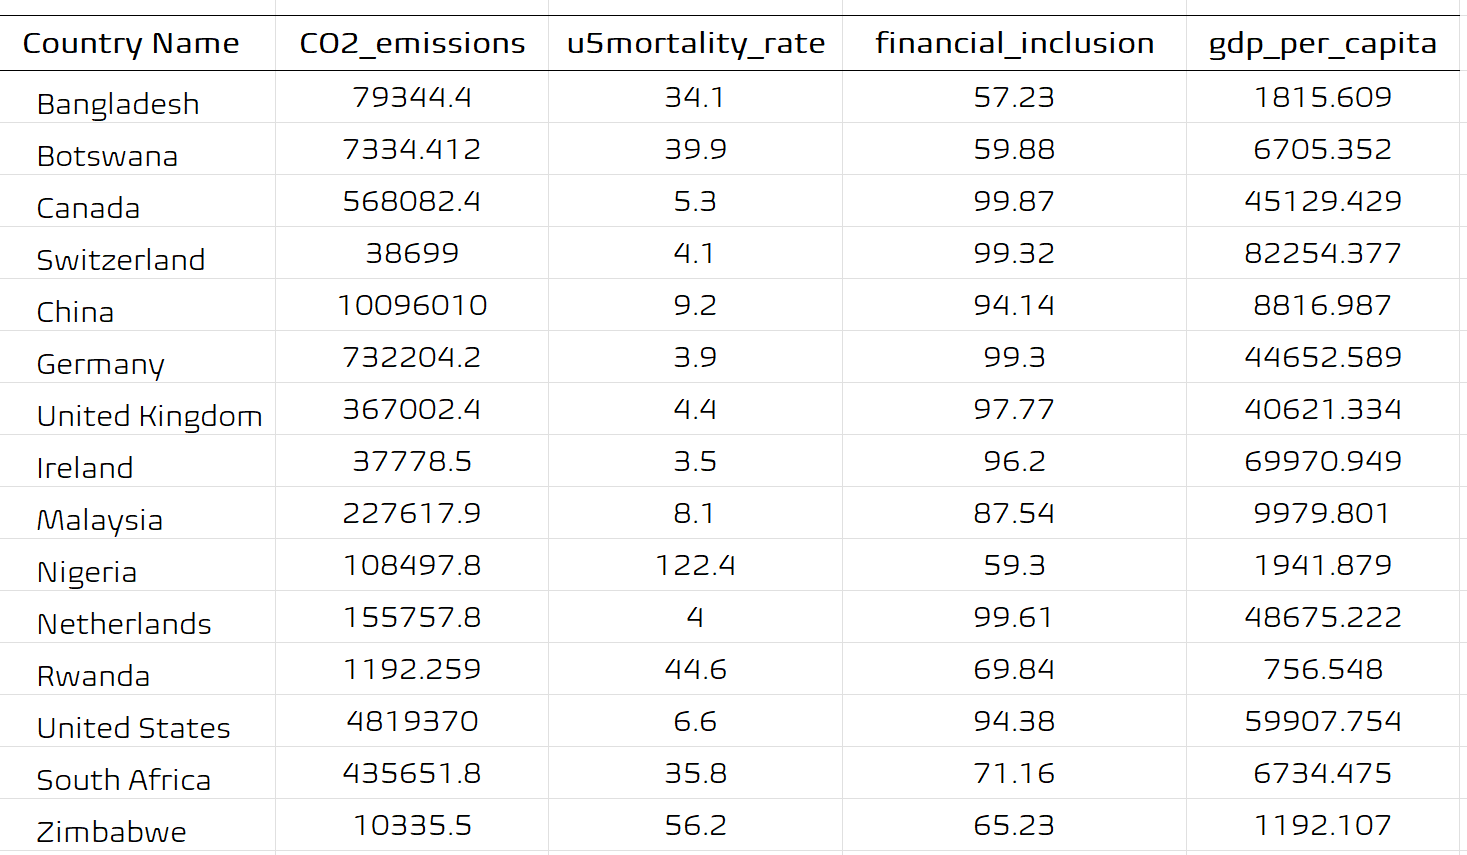 Country Name CO2_emissions u5mortality_rate financial_inclusion gdp_per_capita
Bangladesh 79344.4 34.1 57.23 1815.609
Botswana 7334.412 39.9 59.88 6705.352
Canada 568082.4 5.3 99.87 45129.429
Switzerland 38699 4.1 99.32 82254.377
China 10096010 9.2 94.14 8816.987
Germany 732204.2 3.9 99.3 44652.589
United Kingdom 367002.4 4.4 97.77 40621.334
Ireland 37778.5 3.5 96.2 69970.949
Malaysia 227617.9 8.1 87.54 9979.801
Nigeria 108497.8 122.4 59.3 1941.879
Netherlands 155757.8 4 99.61 48675.222
Rwanda 1192.259 44.6 69.84 756.548
United States 4819370 6.6 94.38 59907.754
South Africa 435651.8 35.8 71.16 6734.475
Zimbabwe 10335.5 56.2 65.23 1192.107